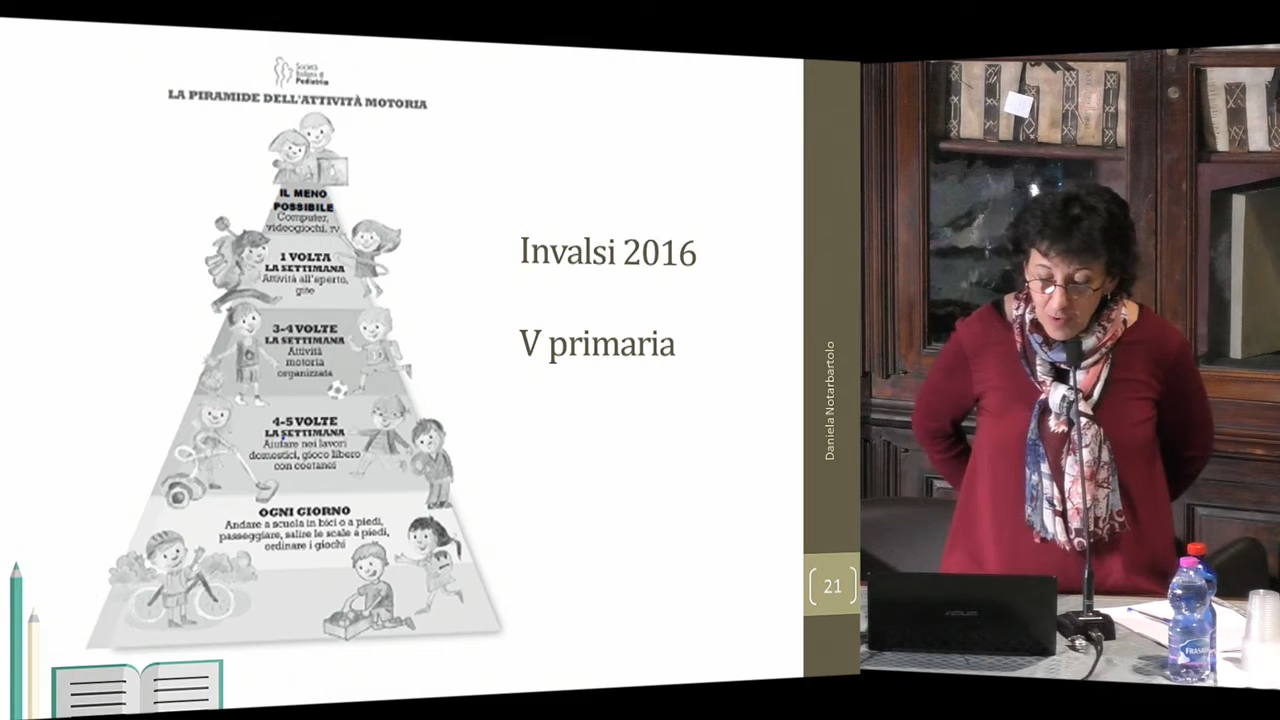 Società
Italiana di
Pediatria
LA PIRAMIDE DELL'ATTIVITÀ MOTORIA
IL MENO
POSSIBILE
Computer,
videogiochi, TV
1 VOLTA
LA SETTIMANA
Attività all'aperto,
gite
3-4 VOLTE
LA SETTIMANA
Attività
motoria
organizzata
4-5 VOLTE
LA SETTIMANA
Aiutare nei lavori
domestici, gioco libero
con coetanei
OGNI GIORNO
Andare a scuola in bici o a piedi,
passeggiare, salire le scale a piedi,
ordinare i giochi
Invalsi 2016
V primaria
Daniela Notarbartolo
21